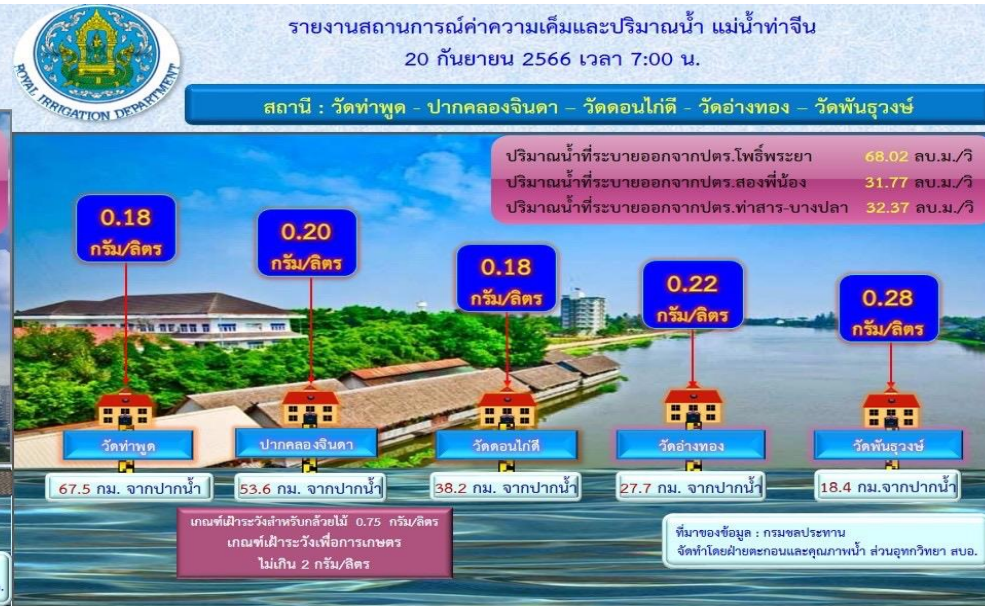 รายงานสถานการณ์ค่าความเค็มและปริมาณน้ำ แม่น้ำท่าจีน
20 กันยายน 2566 เวลา 7:00 น.
ROYAL IRRIGATION DEPARTMENT
สถานี : วัดท่าพูด - ปากคลองจินดา – วัดดอนไก่ดี - วัดอ่างทอง – วัดพันธุวงษ์
ปริมาณน้ำที่ระบายออกจากปตร.โพธิ์พระยา 68.02 ลบ.ม./วิ
ปริมาณน้ำที่ระบายออกจากปตร.สองพี่น้อง 31.77 ลบ.ม./วิ
ปริมาณน้ำที่ระบายออกจากปตร.ท่าสาร-บางปลา 32.37 ลบ.ม./วิ
0.18
กรัม/ลิตร
0.20
กรัม/ลิตร
0.18
กรัม/ลิตร
0.22
กรัม/ลิตร
0.28
กรัม/ลิตร
วัดท่าพูด
ปากคลองจินดา
วัดดอนไก่ดี
วัดอ่างทอง
วัดพันธุวงษ์
67.5 กม. จากปากน้ำ
53.6 กม. จากปากน้ำ
38.2 กม. จากปากน้ำ
27.7 กม. จากปากน้ำ
18.4 กม.จากปากน้ำ
เกณฑ์เฝ้าระวังสำหรับกล้วยไม้ 0.75 กรัม/ลิตร
เกณฑ์เฝ้าระวังเพื่อการเกษตร
ไม่เกิน 2 กรัม/ลิตร
ที่มาของข้อมูล : กรมชลประทาน
จัดทำโดยฝ่ายตะกอนและคุณภาพน้ำ ส่วนอุทกวิทยา สบอ.